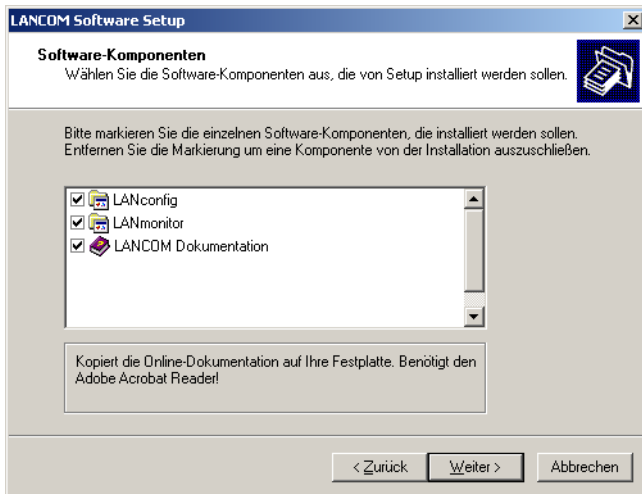 LANCOM Software Setup
Software-Komponenten
Wählen Sie die Software-Komponenten aus, die von Setup installiert werden sollen.
Bitte markieren Sie die einzelnen Software-Komponenten, die installiert werden sollen.
Entfernen Sie die Markierung um eine Komponente von der Installation auszuschließen.
LANconfig
LANmonitor
LANCOM Dokumentation
Kopiert die Online-Dokumentation auf Ihre Festplatte. Benötigt den
Adobe Acrobat Reader!
< Zurück
Weiter >
Abbrechen